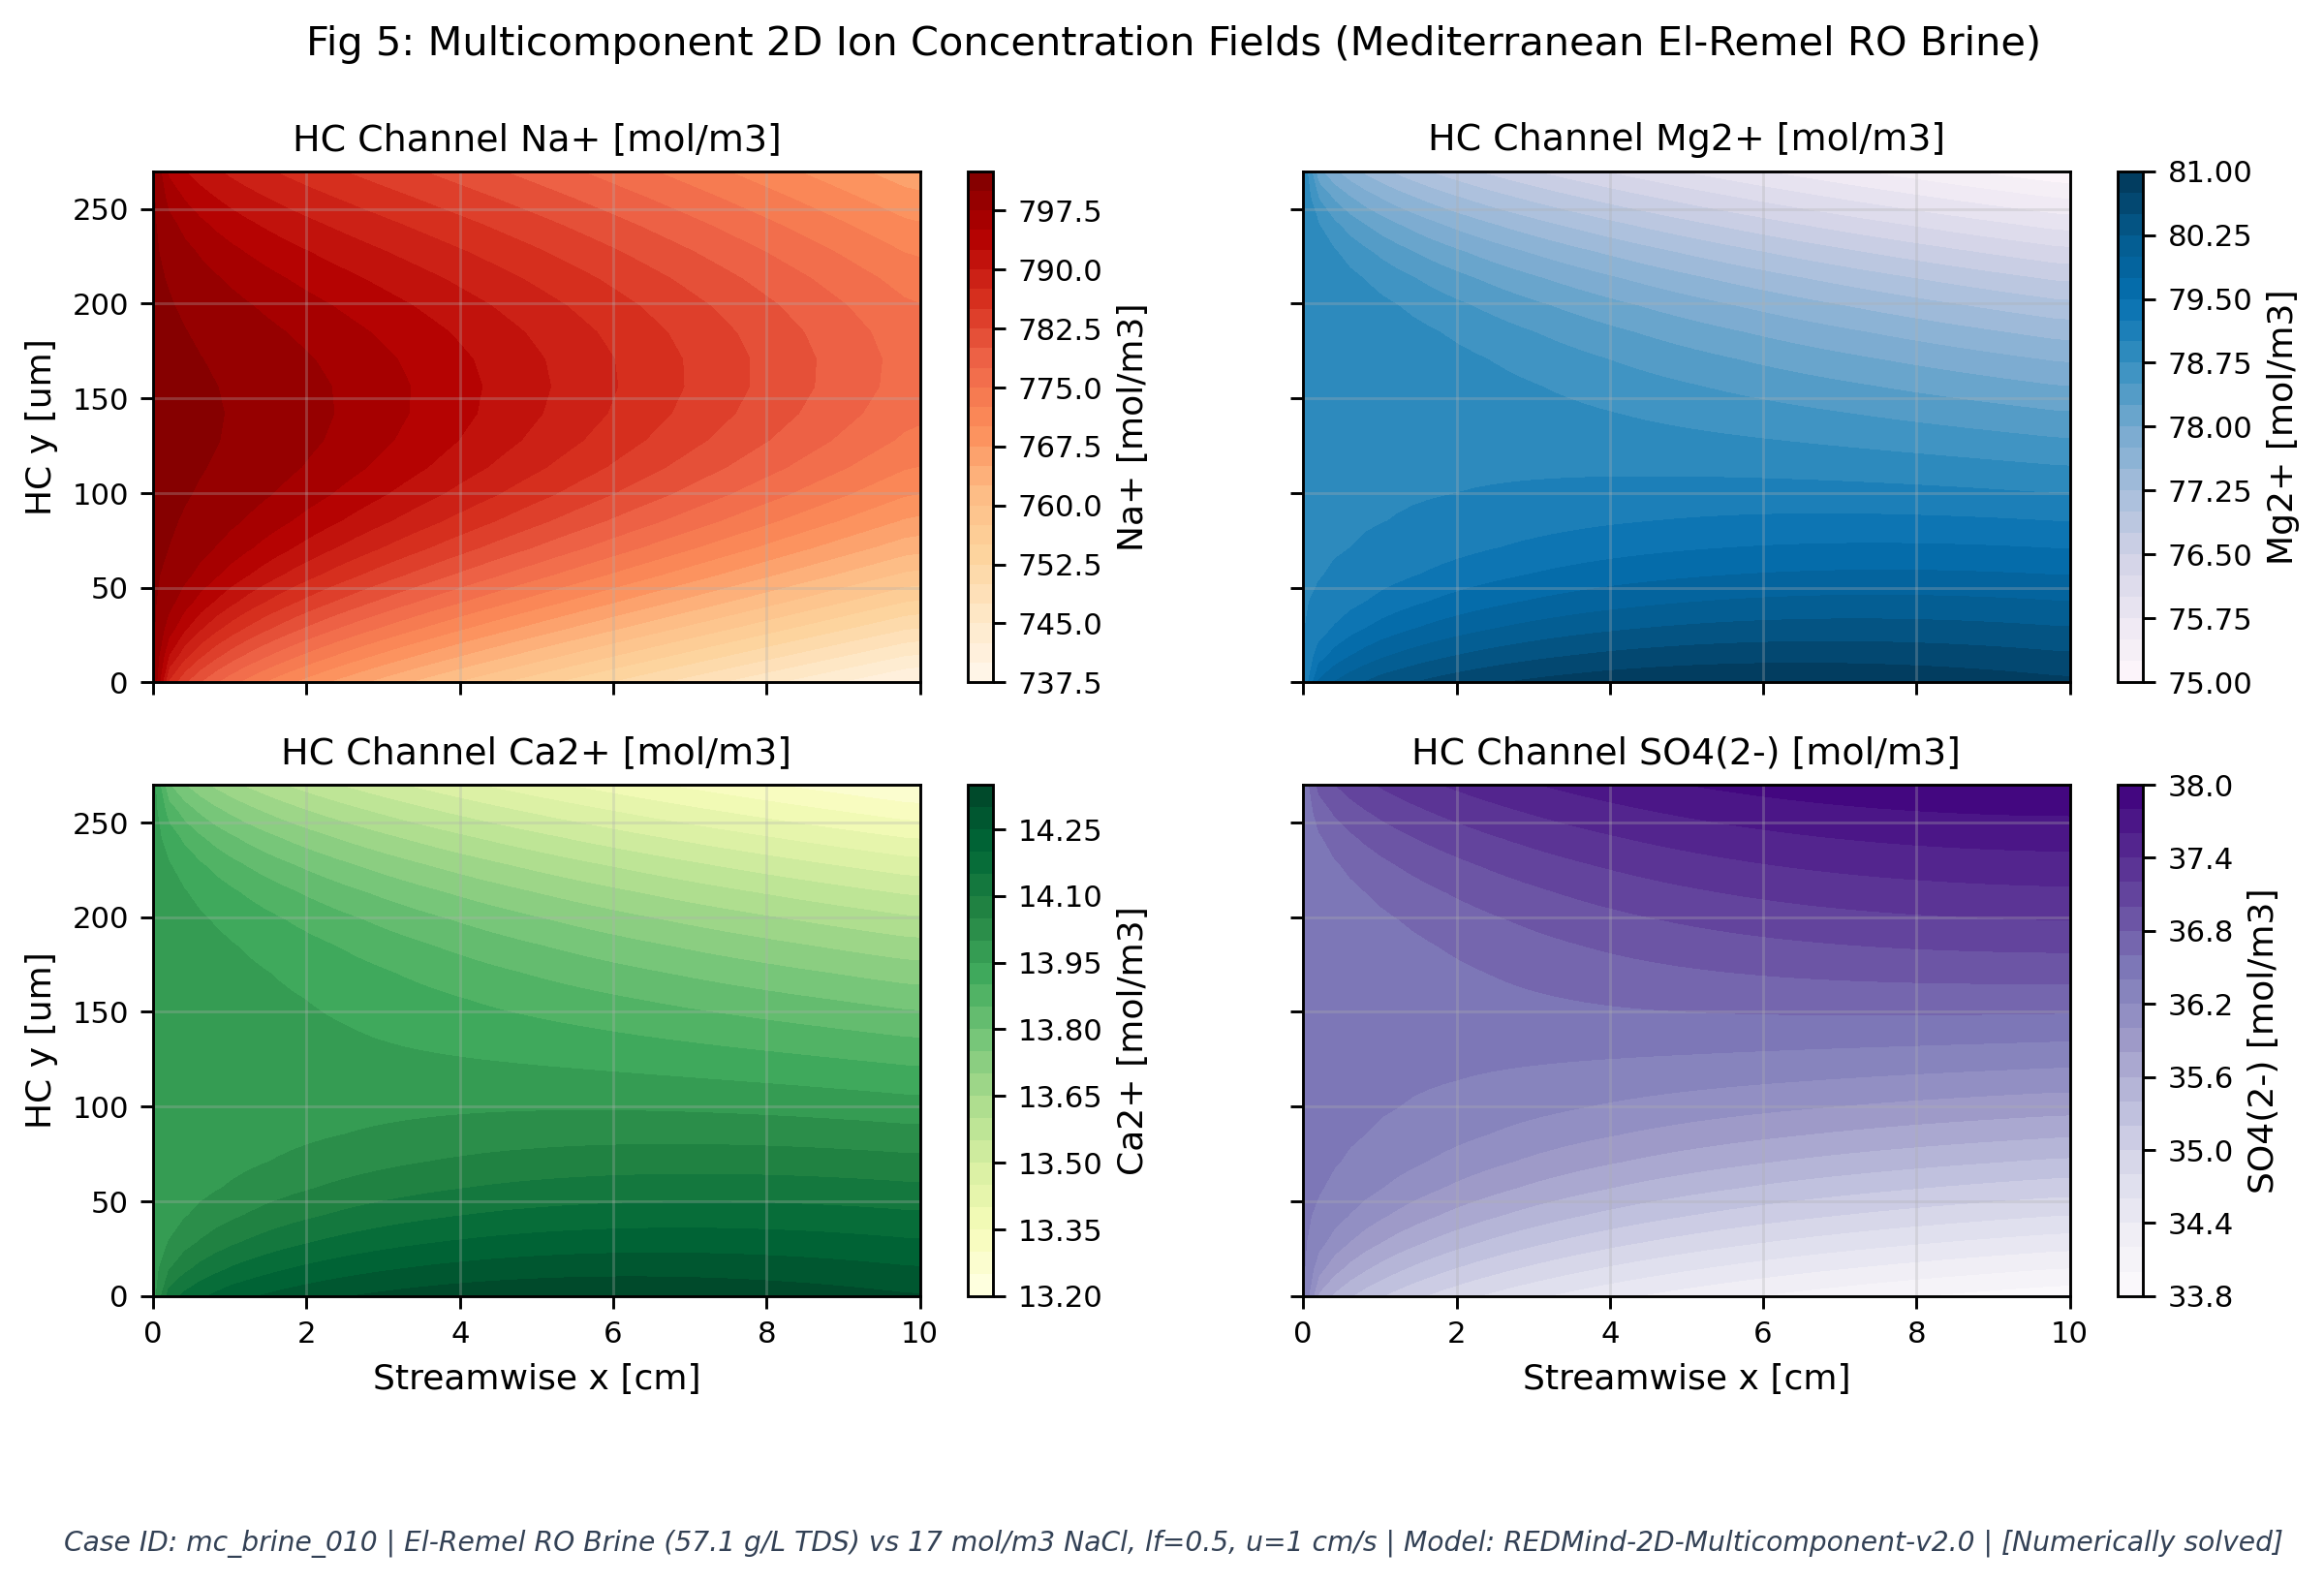 Fig 5: Multicomponent 2D Ion Concentration Fields (Mediterranean El-Remel RO Brine)
HC Channel Na+ [mol/m3]
HC y [um]
250
200
150
100
50
0
797.5
790.0
782.5
775.0
767.5
760.0
752.5
745.0
737.5
Na+ [mol/m3]
HC Channel Mg2+ [mol/m3]
81.00
80.25
79.50
78.75
78.00
77.25
76.50
75.75
75.00
Mg2+ [mol/m3]
HC Channel Ca2+ [mol/m3]
HC y [um]
250
200
150
100
50
0
0 2 4 6 8 10
Streamwise x [cm]
14.25
14.10
13.95
13.80
13.65
13.50
13.35
13.20
Ca2+ [mol/m3]
HC Channel SO4(2-) [mol/m3]
0 2 4 6 8 10
Streamwise x [cm]
38.0
37.4
36.8
36.2
35.6
35.0
34.4
33.8
SO4(2-) [mol/m3]
Case ID: mc_brine_010 | El-Remel RO Brine (57.1 g/L TDS) vs 17 mol/m3 NaCl, lf=0.5, u=1 cm/s | Model: REDMind-2D-Multicomponent-v2.0 | [Numerically solved]